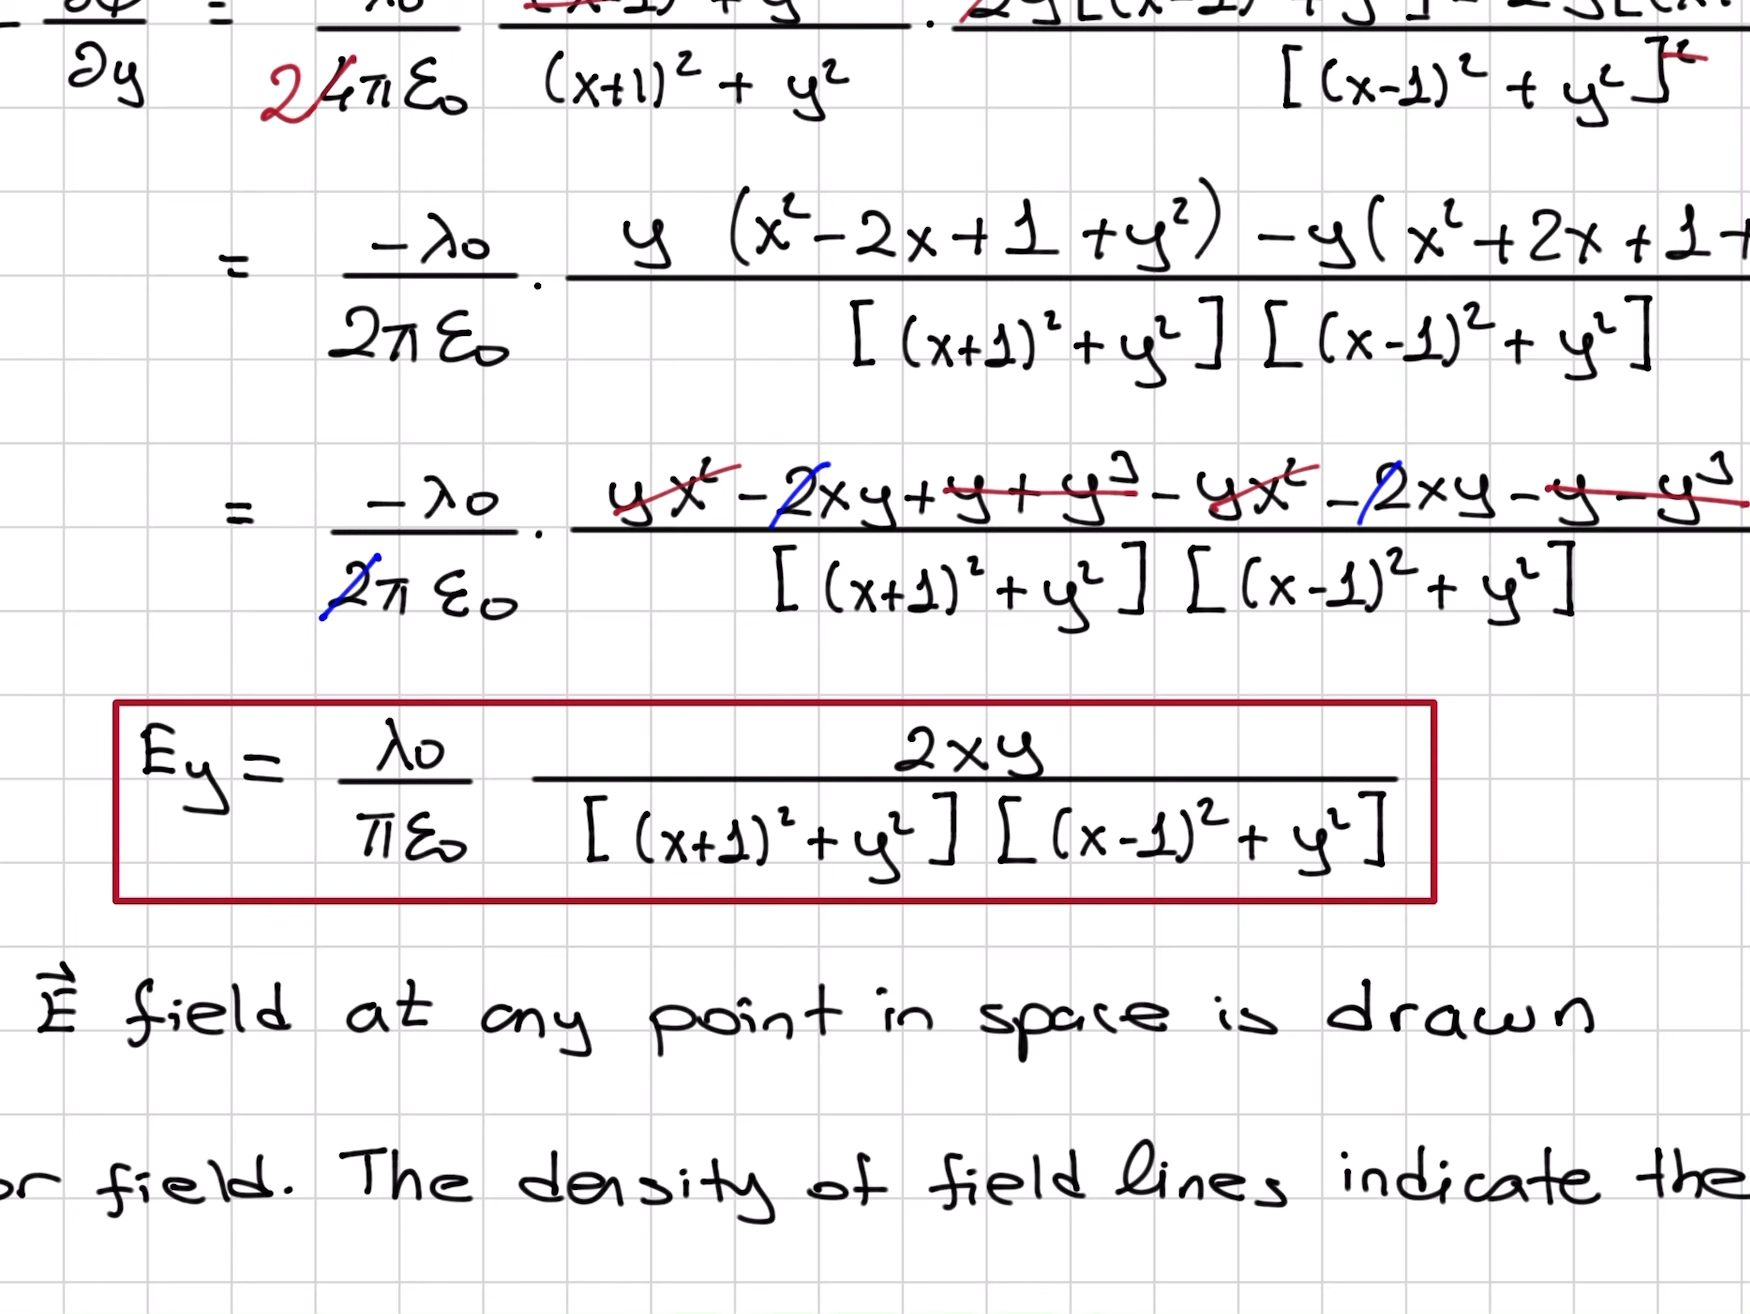 ∂y = 2 4πε₀ (x+1)² + y² · [(x-1)² + y²]²
= -λ₀ / 2πε₀ · y (x²-2x+1+y²) - y(x²+2x+1+ / [(x+1)²+y²] [(x-1)²+y²]
= -λ₀ / 2πε₀ · yx²-2xy+y+y³-yx²-2xy-y-y³ / [(x+1)²+y²] [(x-1)²+y²]
Ey = λ₀ / πε₀ 2xy / [(x+1)²+y²] [(x-1)²+y²]
E⃗ field at any point in space is drawn
or field. The density of field lines indicate the